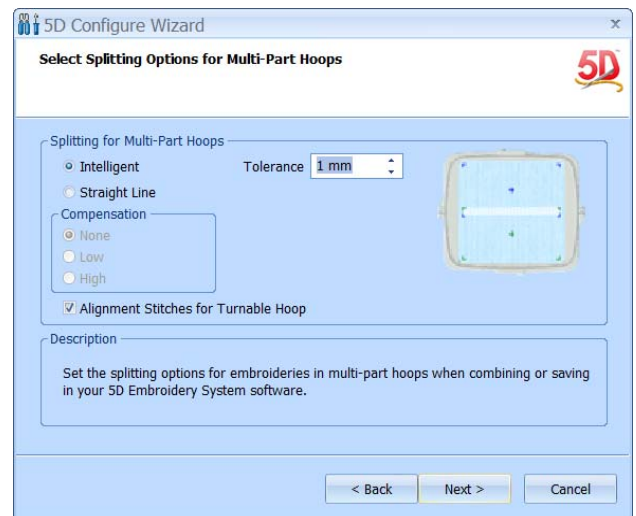 5D Configure Wizard
x
Select Splitting Options for Multi-Part Hoops
5D
Splitting for Multi-Part Hoops
Intelligent Tolerance 1 mm
Straight Line
Compensation
None
Low
High
Alignment Stitches for Turnable Hoop
Description
Set the splitting options for embroideries in multi-part hoops when combining or saving
in your 5D Embroidery System software.
< Back Next > Cancel